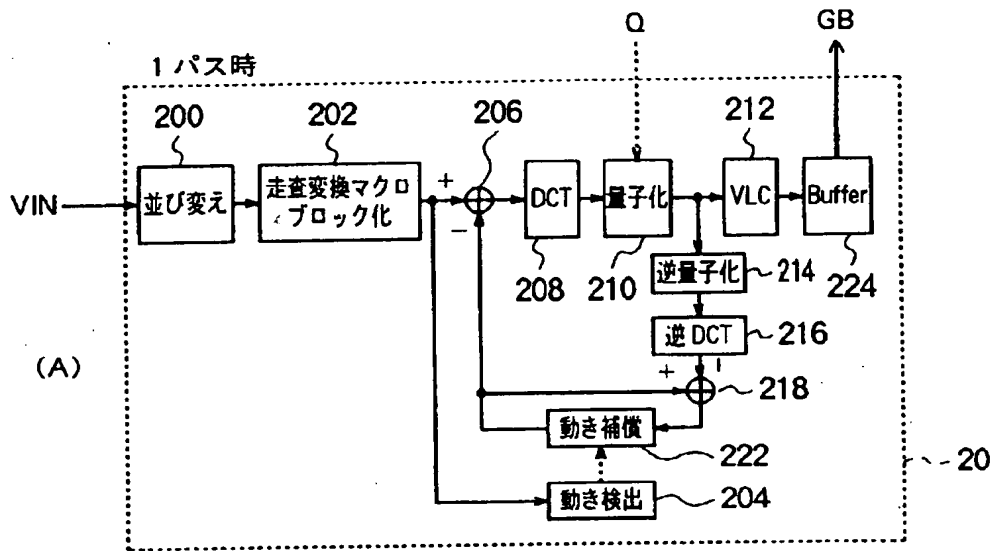 Q
GB
1パス時
200
202
206
212
VIN
並び変え
走査変換マクロ
ブロック化
+
−
DCT
量子化
VLC
Buffer
208
210
逆量子化
214
224
逆DCT
216
(A)
+
218
動き補償
222
20
動き検出
204